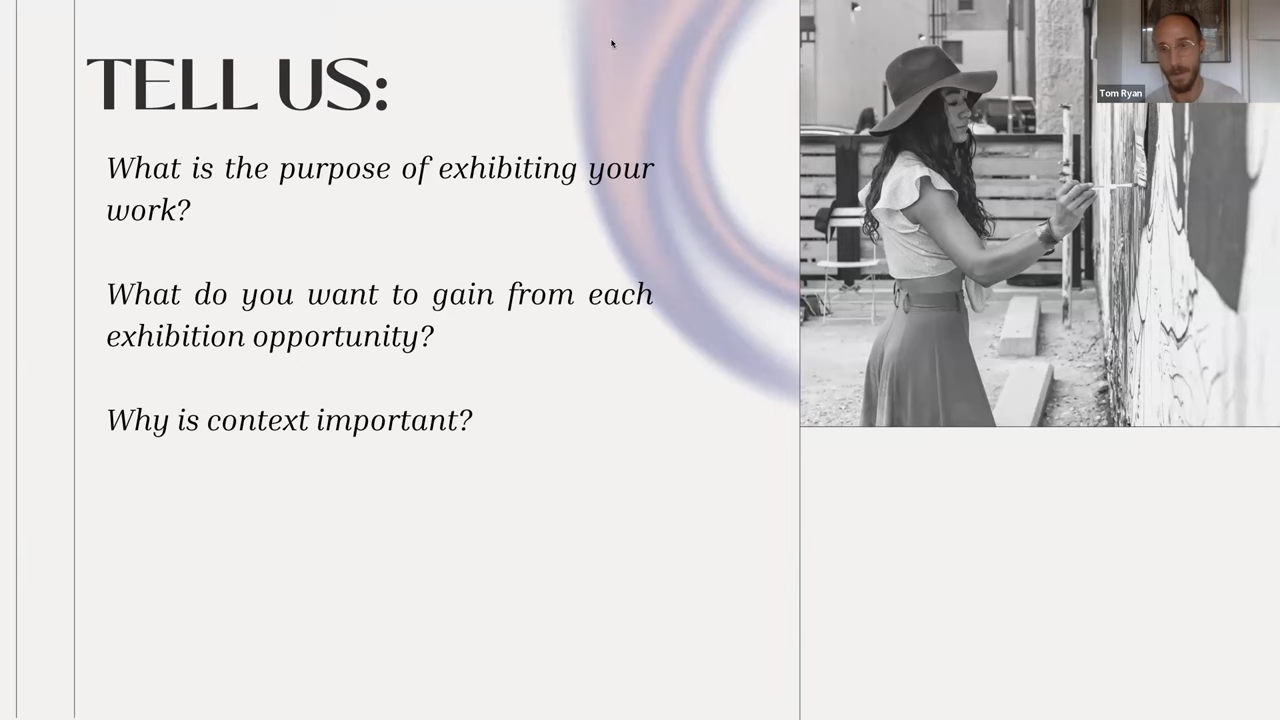 TELL US:
What is the purpose of exhibiting your
work?
What do you want to gain from each
exhibition opportunity?
Why is context important?
Tom Ryan